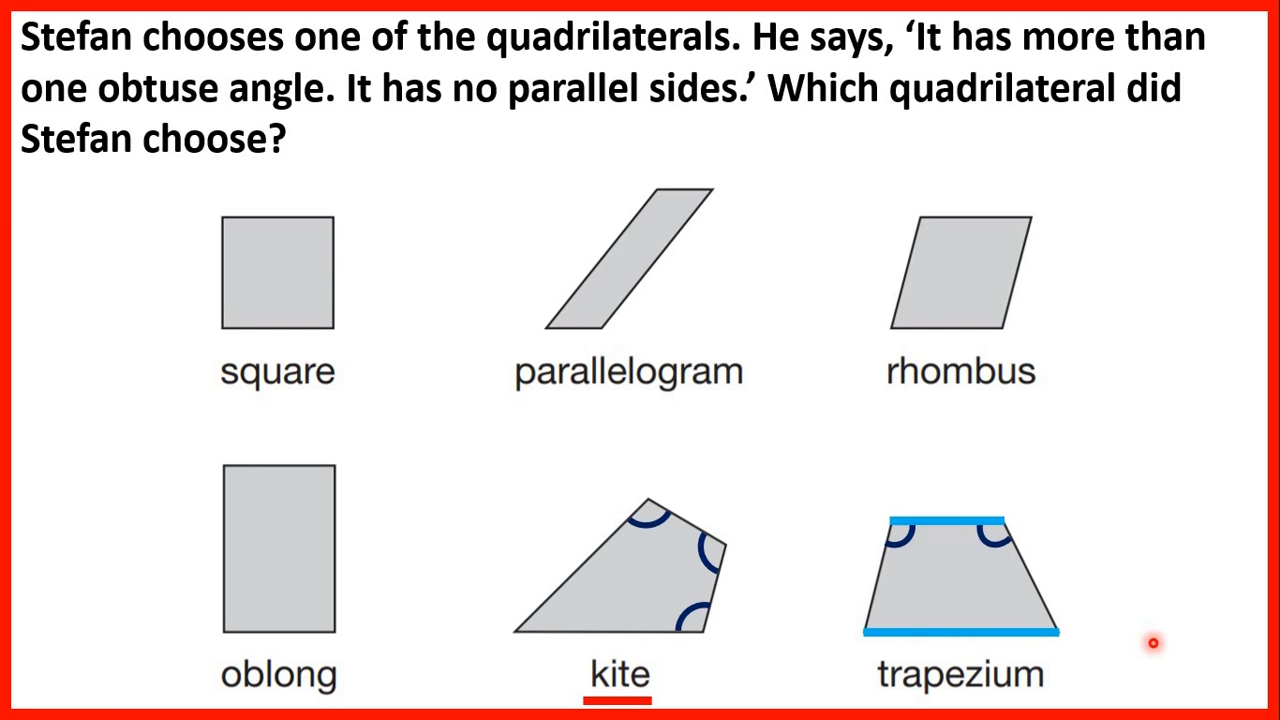 Stefan chooses one of the quadrilaterals. He says, ‘It has more than
one obtuse angle. It has no parallel sides.’ Which quadrilateral did
Stefan choose?
square
parallelogram
rhombus
oblong
kite
trapezium